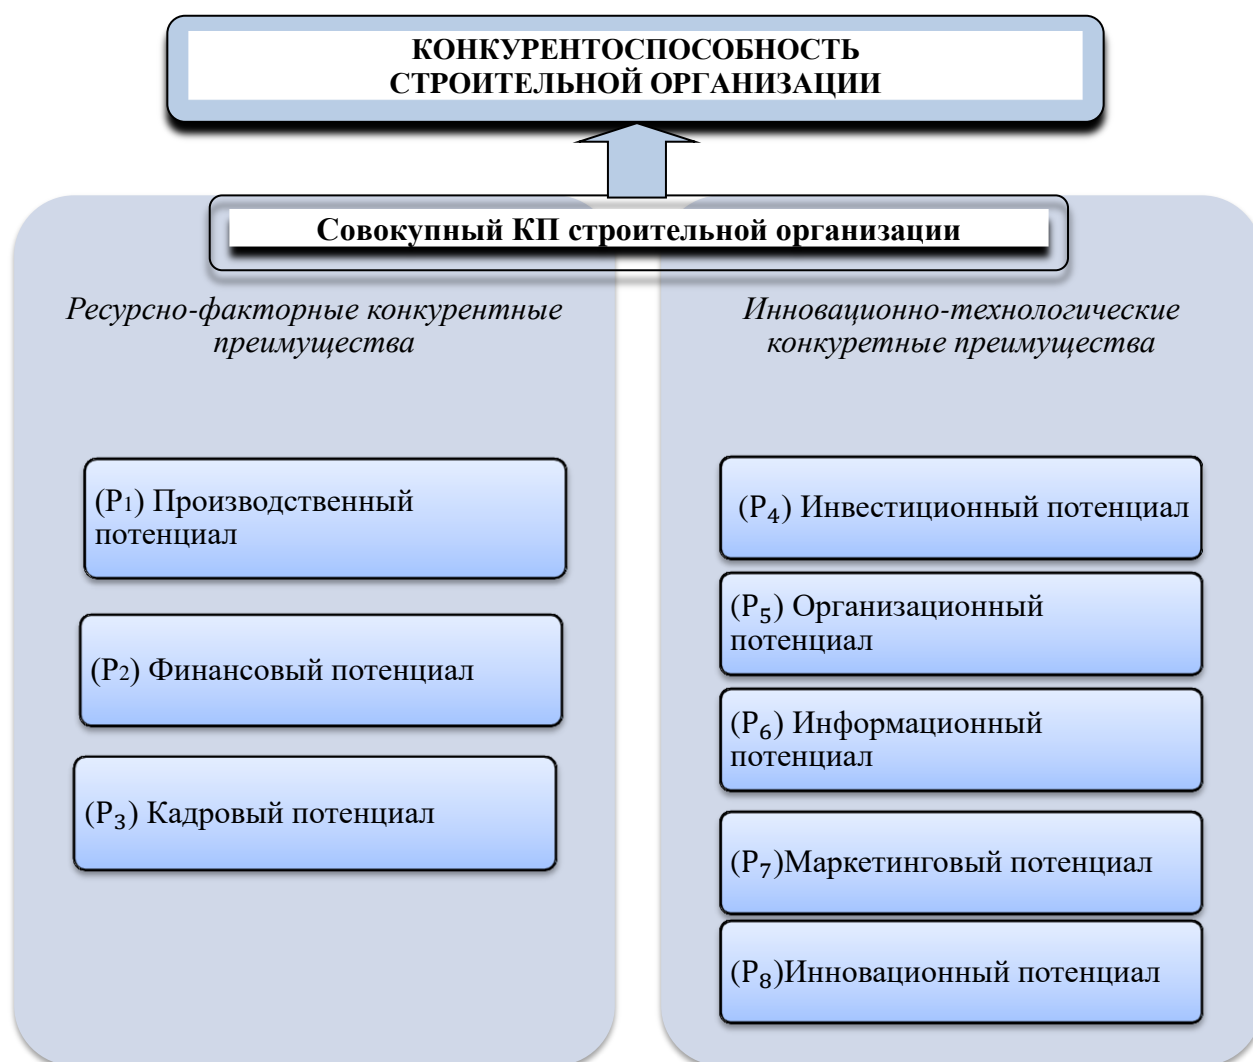 КОНКУРЕНТОСПОСОБНОСТЬ
СТРОИТЕЛЬНОЙ ОРГАНИЗАЦИИ
Совокупный КП строительной организации
Ресурсно-факторные конкурентные
преимущества
(P₁) Производственный
потенциал
(P₂) Финансовый потенциал
(P₃) Кадровый потенциал
Инновационно-технологические
конкуретные преимущества
(P₄) Инвестиционный потенциал
(P₅) Организационный
потенциал
(P₆) Информационный
потенциал
(P₇)Маркетинговый потенциал
(P₈)Инновационный потенциал